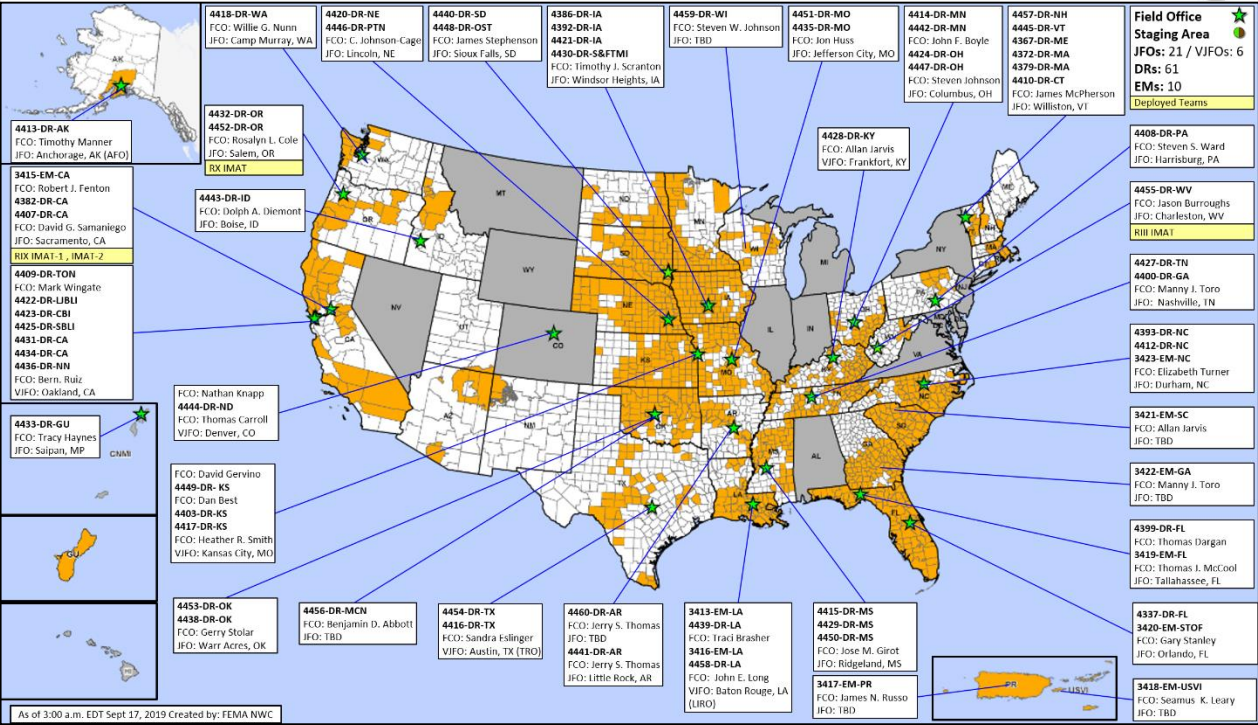 4418-DR-WA
FCO: Willie G. Nunn
JFO: Camp Murray, WA
4420-DR-NE
4446-DR-PTN
FCO: C. Johnson-Cage
JFO: Lincoln, NE
4440-DR-SD
4448-DR-OST
FCO: James Stephenson
JFO: Sioux Falls, SD
4386-DR-IA
4392-DR-IA
4421-DR-IA
4430-DR-S&FTMI
FCO: Timothy J. Scranton
JFO: Windsor Heights, IA
4459-DR-WI
FCO: Steven W. Johnson
JFO: TBD
4451-DR-MO
4435-DR-MO
FCO: Jon Huss
JFO: Jefferson City, MO
4414-DR-MN
4442-DR-MN
FCO: John F. Boyle
4424-DR-OH
4447-DR-OH
FCO: Steven Johnson
JFO: Columbus, OH
4457-DR-NH
4445-DR-VT
4367-DR-ME
4372-DR-MA
4379-DR-MA
4410-DR-CT
FCO: James McPherson
JFO: Williston, VT
Field Office
Staging Area
JFOs: 21 / VJFOs: 6
DRs: 61
EMs: 10
Deployed Teams
AK
4413-DR-AK
FCO: Timothy Manner
JFO: Anchorage, AK (AFO)
4432-DR-OR
4452-DR-OR
FCO: Rosalyn L. Cole
JFO: Salem, OR
RX IMAT
4428-DR-KY
FCO: Allan Jarvis
VJFO: Frankfort, KY
4408-DR-PA
FCO: Steven S. Ward
JFO: Harrisburg, PA
3415-EM-CA
FCO: Robert J. Fenton
4382-DR-CA
4407-DR-CA
FCO: David G. Samaniego
JFO: Sacramento, CA
RIX IMAT-1 , IMAT-2
4443-DR-ID
FCO: Dolph A. Diemont
JFO: Boise, ID
4455-DR-WV
FCO: Jason Burroughs
JFO: Charleston, WV
RIII IMAT
4409-DR-TON
FCO: Mark Wingate
4422-DR-LJBLI
4423-DR-CBI
4425-DR-SBLI
4431-DR-CA
4434-DR-CA
4436-DR-NN
FCO: Bern. Ruiz
VJFO: Oakland, CA
4427-DR-TN
4400-DR-GA
FCO: Manny J. Toro
JFO: Nashville, TN
4393-DR-NC
4412-DR-NC
3423-EM-NC
FCO: Elizabeth Turner
JFO: Durham, NC
WA
MT
ND
MN
OR
ID
SD
WI
MI
WY
NE
IA
NV
UT
CO
KS
MO
IL
IN
OH
KY
WV
PA
NY
ME
VT
NH
MA
NJ
VA
NC
SC
GA
AL
MS
LA
AR
OK
TX
NM
AZ
CA
FL
FCO: Nathan Knapp
4444-DR-ND
FCO: Thomas Carroll
VJFO: Denver, CO
3421-EM-SC
FCO: Allan Jarvis
JFO: TBD
4433-DR-GU
FCO: Tracy Haynes
JFO: Saipan, MP
CNMI
FCO: David Gervino
4449-DR- KS
FCO: Dan Best
4403-DR-KS
4417-DR-KS
FCO: Heather R. Smith
VJFO: Kansas City, MO
3422-EM-GA
FCO: Manny J. Toro
JFO: TBD
4399-DR-FL
FCO: Thomas Dargan
3419-EM-FL
FCO: Thomas J. McCool
JFO: Tallahassee, FL
GU
HI
4453-DR-OK
4438-DR-OK
FCO: Gerry Stolar
JFO: Warr Acres, OK
4456-DR-MCN
FCO: Benjamin D. Abbott
JFO: TBD
4454-DR-TX
4416-DR-TX
FCO: Sandra Eslinger
VJFO: Austin, TX (TRO)
4460-DR-AR
FCO: Jerry S. Thomas
JFO: TBD
4441-DR-AR
FCO: Jerry S. Thomas
JFO: Little Rock, AR
3413-EM-LA
4439-DR-LA
FCO: Traci Brasher
3416-EM-LA
4458-DR-LA
FCO: John E. Long
VJFO: Baton Rouge, LA
(LIRO)
4415-DR-MS
4429-DR-MS
4450-DR-MS
FCO: Jose M. Girot
JFO: Ridgeland, MS
4337-DR-FL
3420-EM-STOF
FCO: Gary Stanley
JFO: Orlando, FL
3417-EM-PR
FCO: James N. Russo
JFO: TBD
PR
USVI
3418-EM-USVI
FCO: Seamus K. Leary
JFO: TBD
As of 3:00 a.m. EDT Sept 17, 2019 Created by: FEMA NWC